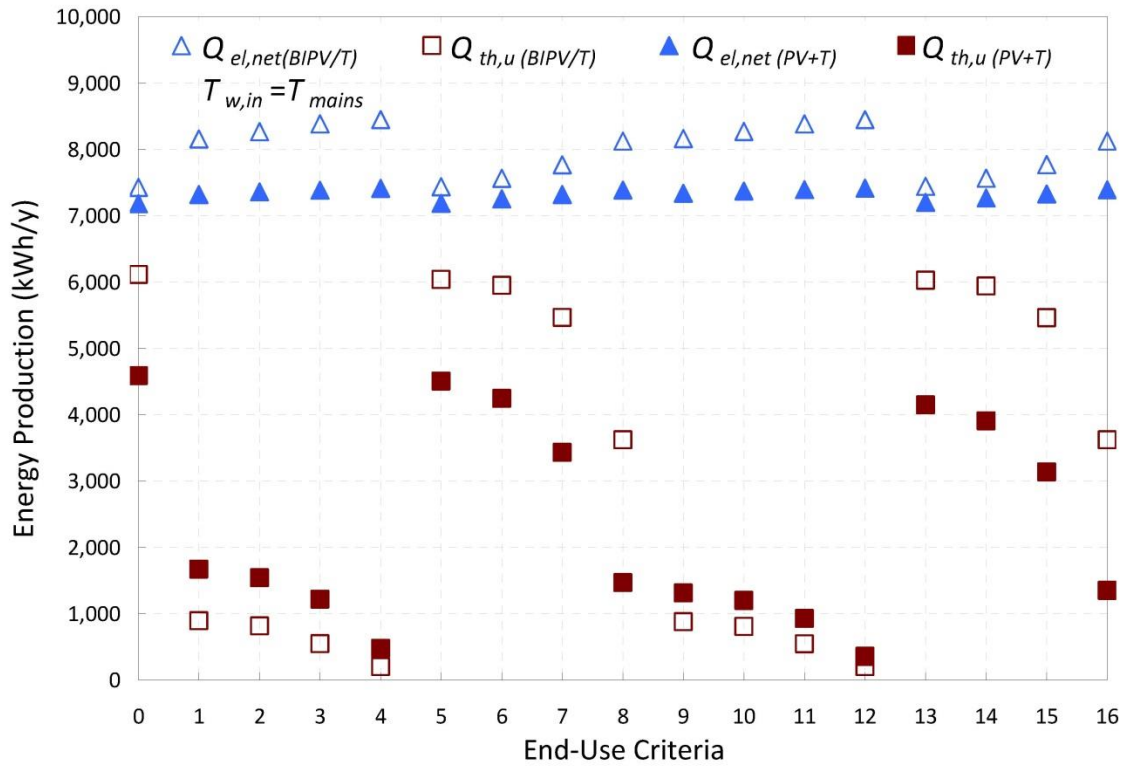 10,000
9,000
8,000
7,000
6,000
5,000
4,000
3,000
2,000
1,000
0
Energy Production (kWh/y)
Q el,net(BIPV/T) Q th,u (BIPV/T) Q el,net (PV+T) Q th,u (PV+T)
T w,in =T mains
0 1 2 3 4 5 6 7 8 9 10 11 12 13 14 15 16
End-Use Criteria